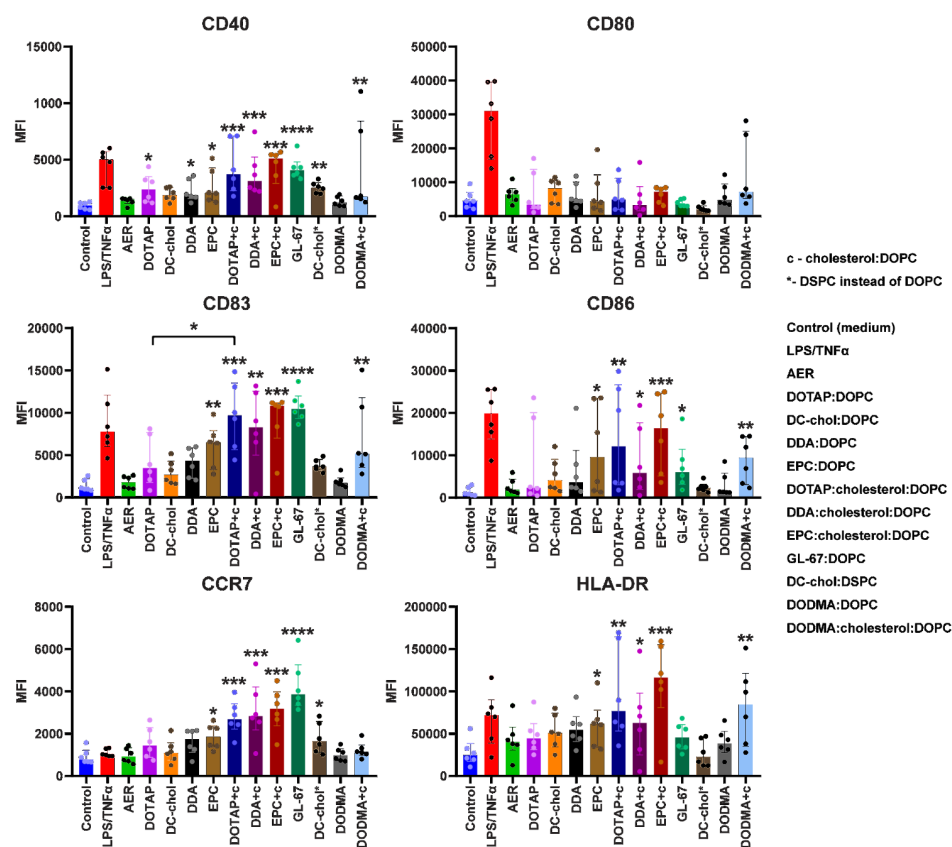 CD40
15000
1000
5000
0
MFI
**
***
****
***
***
*
*
*
**
Control
LPS/TNFα
AER
DOTAP
DC-chol
DDA
EPC
DOTAP+c
DDA+c
EPC+c
GL-67
DC-chol*
DODMA
DODMA+c
CD80
50000
40000
30000
20000
10000
0
MFI
Control
LPS/TNFα
AER
DOTAP
DC-chol
DDA
EPC
DOTAP+c
DDA+c
EPC+c
GL-67
DC-chol*
DODMA
DODMA+c
CD83
20000
15000
10000
5000
0
MFI
*
***
**
****
***
**
**
Control
LPS/TNFα
AER
DOTAP
DC-chol
DDA
EPC
DOTAP+c
DDA+c
EPC+c
GL-67
DC-chol*
DODMA
DODMA+c
CD86
50000
40000
30000
20000
10000
0
MFI
*
**
*
***
*
**
Control
LPS/TNFα
AER
DOTAP
DC-chol
DDA
EPC
DOTAP+c
DDA+c
EPC+c
GL-67
DC-chol*
DODMA
DODMA+c
CCR7
8000
6000
4000
2000
0
MFI
*
***
***
***
****
*
Control
LPS/TNFα
AER
DOTAP
DC-chol
DDA
EPC
DOTAP+c
DDA+c
EPC+c
GL-67
DC-chol*
DODMA
DODMA+c
HLA-DR
200000
150000
100000
50000
0
MFI
*
**
*
***
**
Control
LPS/TNFα
AER
DOTAP
DC-chol
DDA
EPC
DOTAP+c
DDA+c
EPC+c
GL-67
DC-chol*
DODMA
DODMA+c
c - cholesterol:DOPC
*- DSPC instead of DOPC
Control (medium)
LPS/TNFα
AER
DOTAP:DOPC
DC-chol:DOPC
DDA:DOPC
EPC:DOPC
DOTAP:cholesterol:DOPC
DDA:cholesterol:DOPC
EPC:cholesterol:DOPC
GL-67:DOPC
DC-chol:DSPC
DODMA:DOPC
DODMA:cholesterol:DOPC